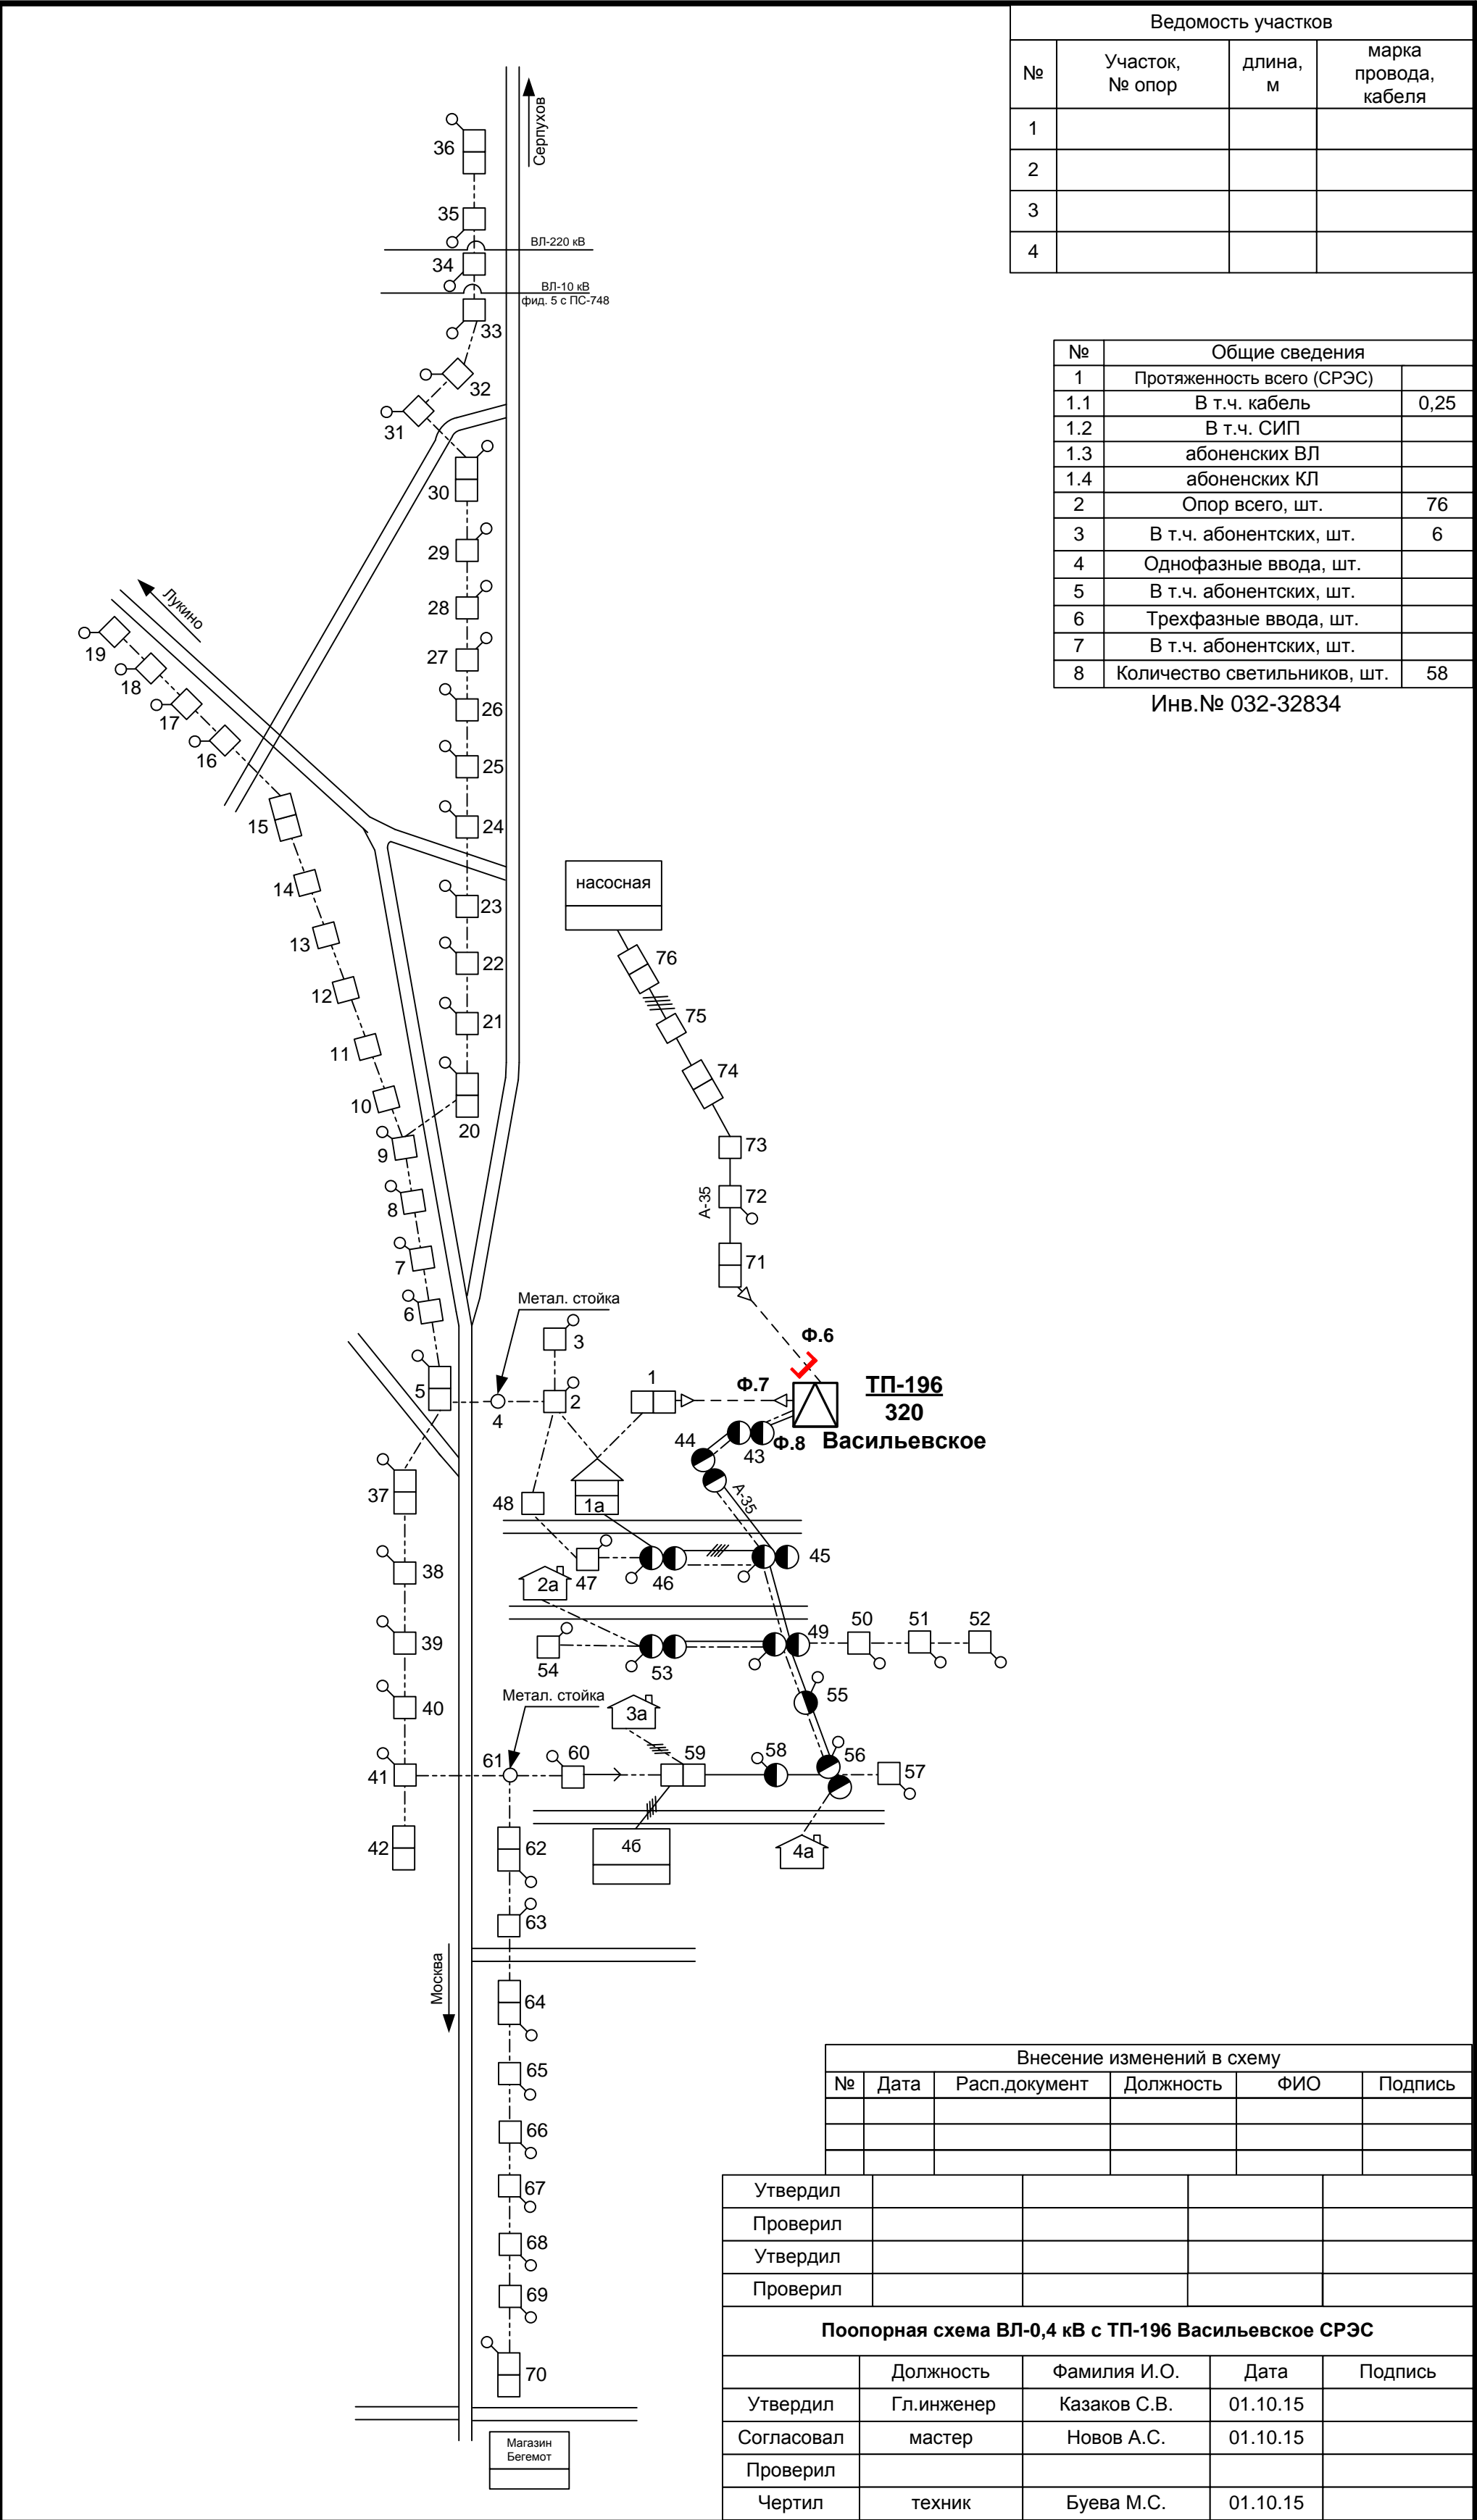 Ведомость участков
№ Участок, № опор длина, м марка провода, кабеля
1
2
3
4
№ Общие сведения
1 Протяженность всего (СРЭС)
1.1 В т.ч. кабель 0,25
1.2 В т.ч. СИП
1.3 абоненских ВЛ
1.4 абоненских КЛ
2 Опор всего, шт. 76
3 В т.ч. абонентских, шт. 6
4 Однофазные ввода, шт.
5 В т.ч. абонентских, шт.
6 Трехфазные ввода, шт.
7 В т.ч. абонентских, шт.
8 Количество светильников, шт. 58
Инв.№ 032-32834
Серпухов
36
35
ВЛ-220 кВ
34
ВЛ-10 кВ
фид. 5 с ПС-748
33
32
31
30
29
28
27
26
25
24
23
22
21
20
Лукино
19
18
17
16
15
14
13
12
11
10
9
8
7
6
5
насосная
76
75
74
73
72
А-35
71
Метал. стойка
3
2
4
1
Ф.6
Ф.7
Ф.8
ТП-196
320
Васильевское
43
44
А-35
1а
48
47
46
45
2а
54
53
49
50
51
52
55
Метал. стойка
3а
61
60
59
58
56
57
4б
4а
37
38
39
40
41
42
62
63
Москва
64
65
66
67
68
69
70
Магазин
Бегемот
Внесение изменений в схему
№ Дата Расп.документ Должность ФИО Подпись
Утвердил
Проверил
Утвердил
Проверил
Поопорная схема ВЛ-0,4 кВ с ТП-196 Васильевское СРЭС
Должность Фамилия И.О. Дата Подпись
Утвердил Гл.инженер Казаков С.В. 01.10.15
Согласовал мастер Новов А.С. 01.10.15
Проверил
Чертил техник Буева М.С. 01.10.15